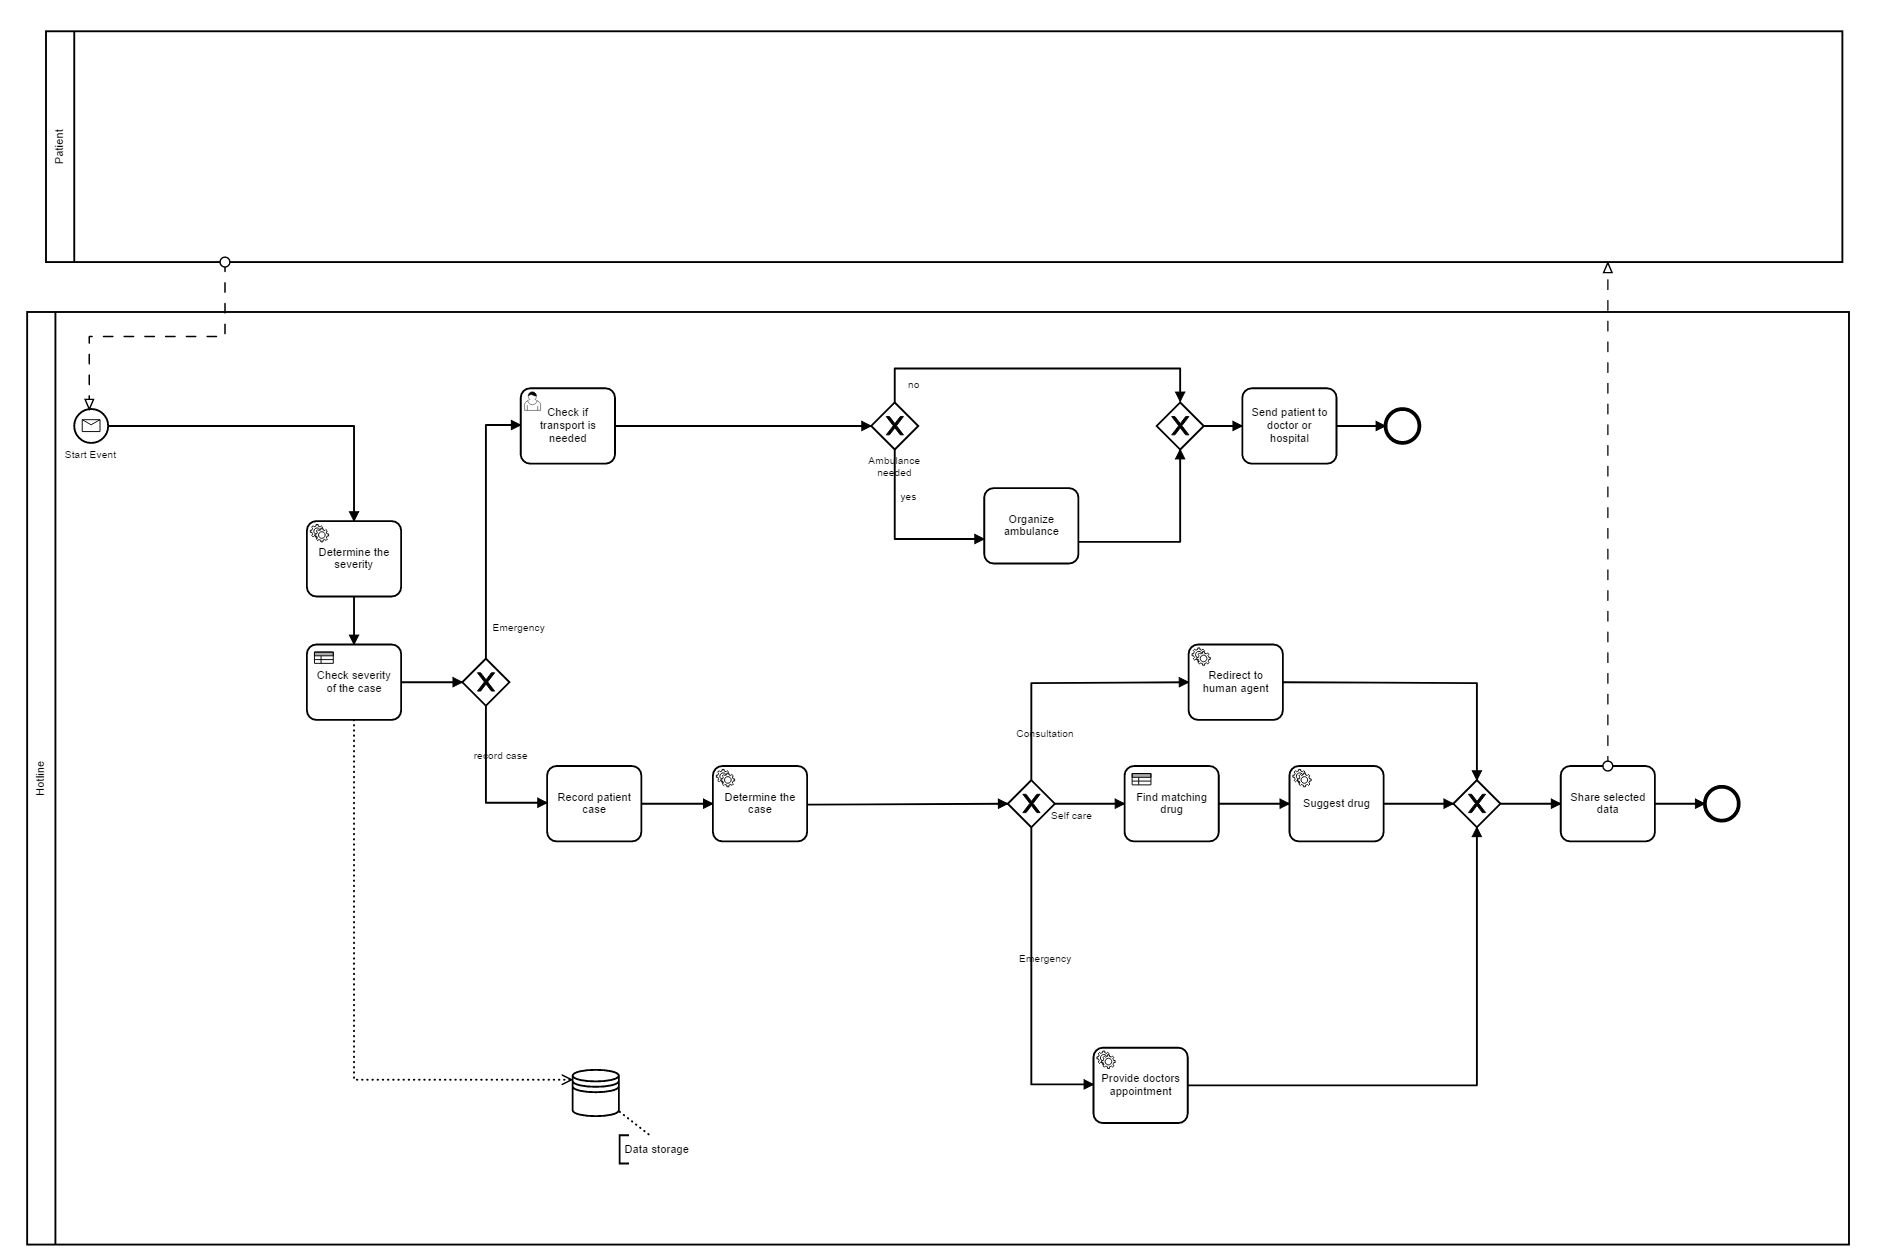 Patient
Hotline
Start Event
Determine the
severity
Check severity
of the case
Emergency
record case
Check if
transport is
needed
no
Ambulance
needed
yes
Organize
ambulance
Send patient to
doctor or
hospital
Record patient
case
Determine the
case
Consultation
Self care
Emergency
Redirect to
human agent
Find matching
drug
Suggest drug
Provide doctors
appointment
Share selected
data
Data storage